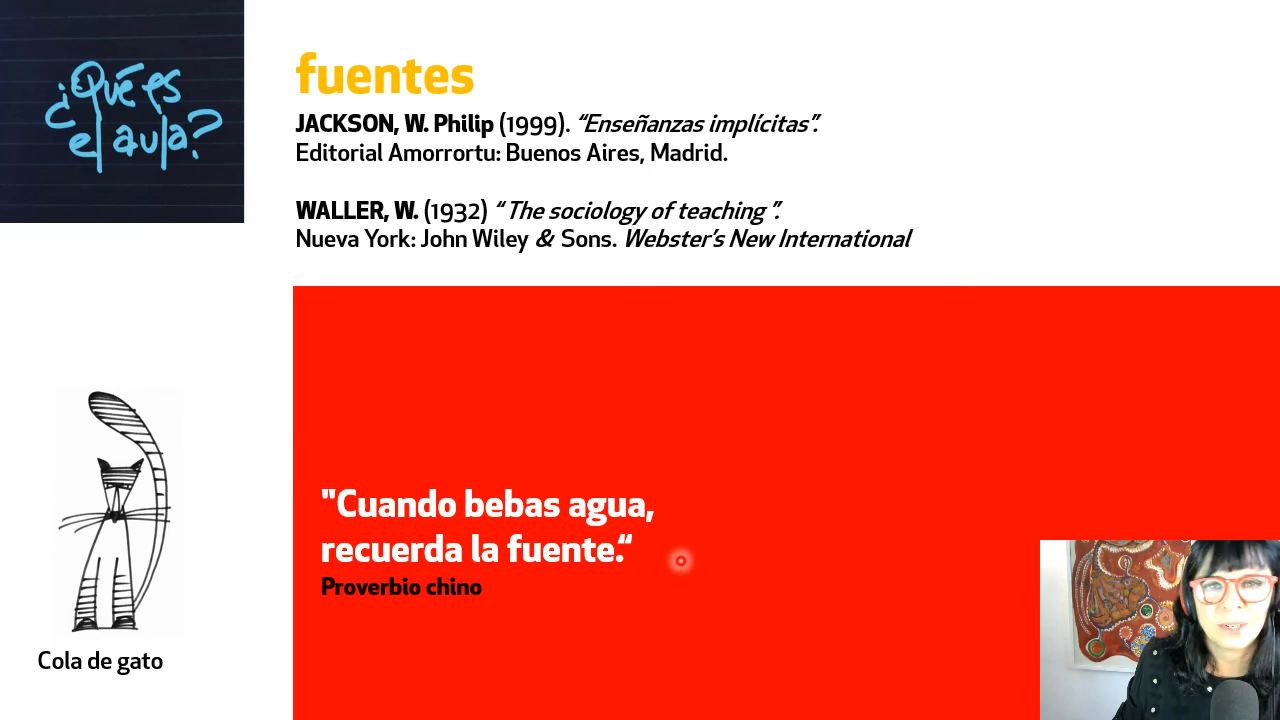 ¿Qué es
el aula?
fuentes
JACKSON, W. Philip (1999). “Enseñanzas implícitas”.
Editorial Amorrortu: Buenos Aires, Madrid.
WALLER, W. (1932) “ The sociology of teaching ”.
Nueva York: John Wiley & Sons. Webster’s New International
"Cuando bebas agua,
recuerda la fuente.“
Proverbio chino
Cola de gato